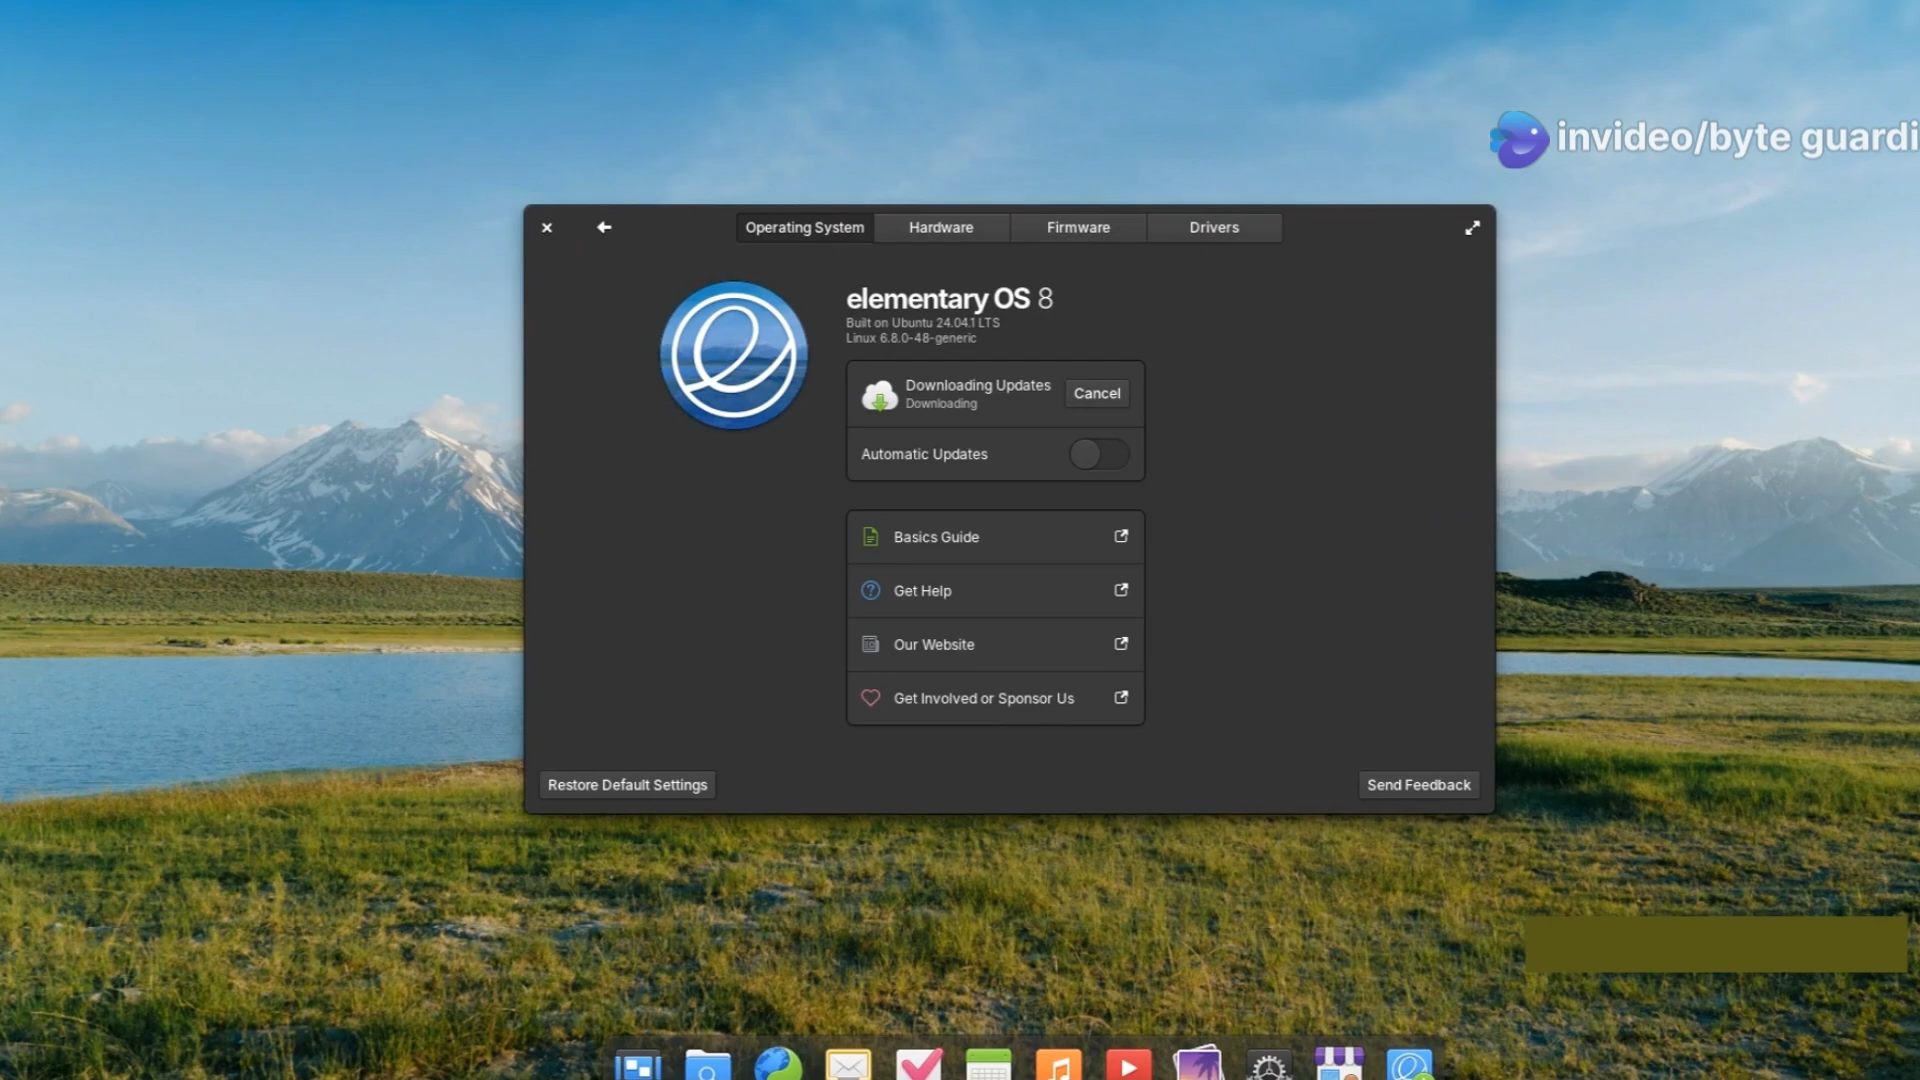 invideo/byte guardi
Operating System
Hardware
Firmware
Drivers
elementary OS 8
Built on Ubuntu 24.04.1 LTS
Linux 6.8.0-48-generic
Downloading Updates
Downloading
Cancel
Automatic Updates
Basics Guide
Get Help
Our Website
Get Involved or Sponsor Us
Restore Default Settings
Send Feedback